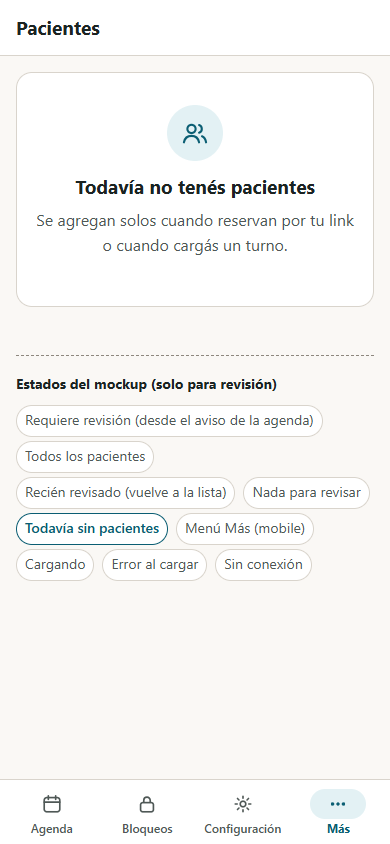 Pacientes
Todavía no tenés pacientes
Se agregan solos cuando reservan por tu link
o cuando cargás un turno.
Estados del mockup (solo para revisión)
Requiere revisión (desde el aviso de la agenda)
Todos los pacientes
Recién revisado (vuelve a la lista) Nada para revisar
Todavía sin pacientes Menú Más (mobile)
Cargando Error al cargar Sin conexión
Agenda Bloqueos Configuración Más